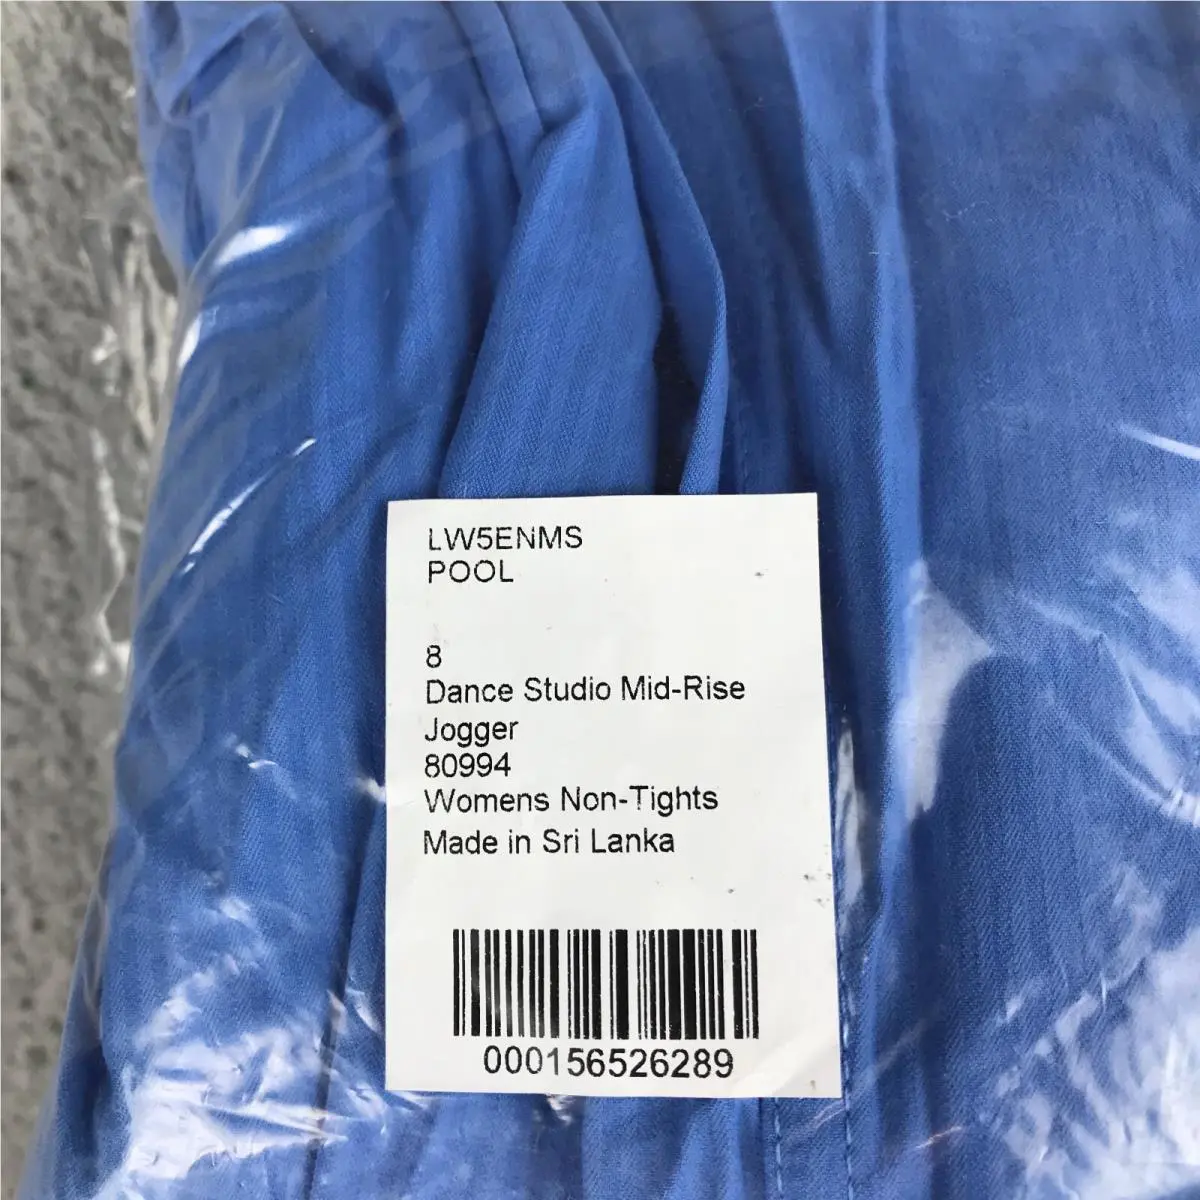 LW5ENMS
POOL
8
Dance Studio Mid-Rise
Jogger
80994
Womens Non-Tights
Made in Sri Lanka
000156526289